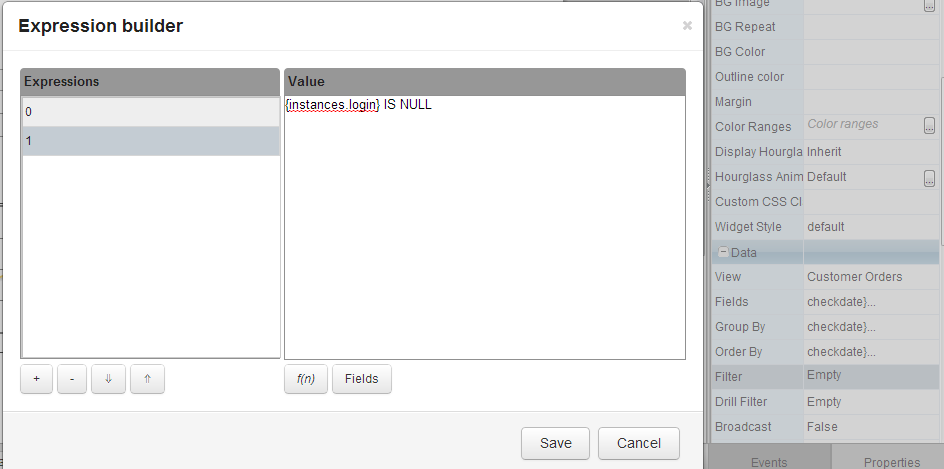 Expression builder
×
Expressions
Value
0
{instances.login} IS NULL
1
+
-
⇓
⇑
f(n)
Fields
Save
Cancel
BG Image
...
BG Repeat
BG Color
Outline color
Margin
Color Ranges Color ranges ...
Display Hourgla Inherit
Hourglass Anim Default ...
Custom CSS Cl
Widget Style default
− Data
View Customer Orders
Fields checkdate}...
Group By checkdate}...
Order By checkdate}...
Filter Empty
Drill Filter Empty
Broadcast False
Events Properties